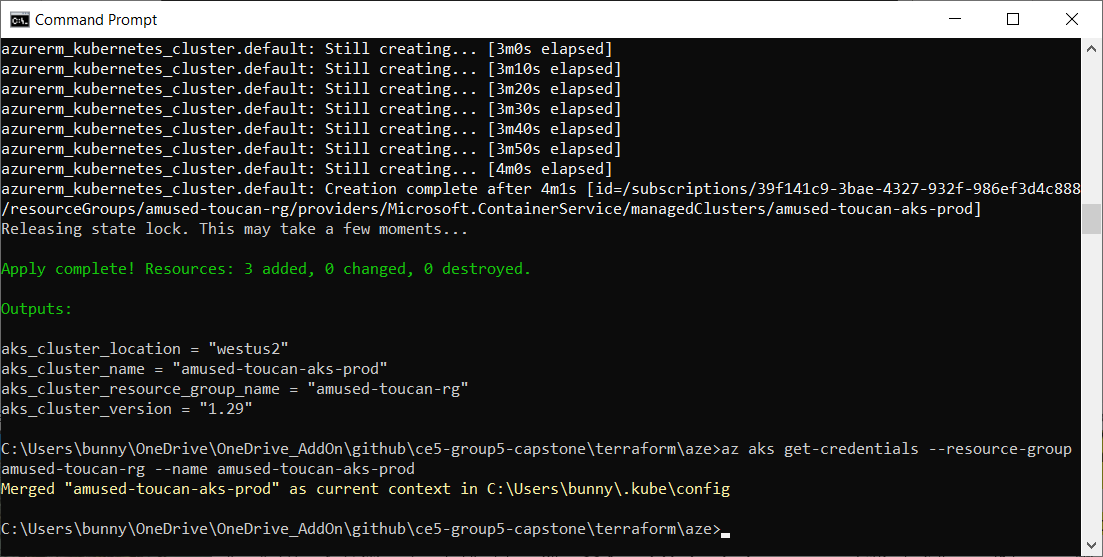 Command Prompt
azurerm_kubernetes_cluster.default: Still creating... [3m0s elapsed]
azurerm_kubernetes_cluster.default: Still creating... [3m10s elapsed]
azurerm_kubernetes_cluster.default: Still creating... [3m20s elapsed]
azurerm_kubernetes_cluster.default: Still creating... [3m30s elapsed]
azurerm_kubernetes_cluster.default: Still creating... [3m40s elapsed]
azurerm_kubernetes_cluster.default: Still creating... [3m50s elapsed]
azurerm_kubernetes_cluster.default: Still creating... [4m0s elapsed]
azurerm_kubernetes_cluster.default: Creation complete after 4m1s [id=/subscriptions/39f141c9-3bae-4327-932f-986ef3d4c888
/resourceGroups/amused-toucan-rg/providers/Microsoft.ContainerService/managedClusters/amused-toucan-aks-prod]
Releasing state lock. This may take a few moments...
Apply complete! Resources: 3 added, 0 changed, 0 destroyed.
Outputs:
aks_cluster_location = "westus2"
aks_cluster_name = "amused-toucan-aks-prod"
aks_cluster_resource_group_name = "amused-toucan-rg"
aks_cluster_version = "1.29"
C:\Users\bunny\OneDrive\OneDrive_AddOn\github\ce5-group5-capstone\terraform\aze>az aks get-credentials --resource-group
amused-toucan-rg --name amused-toucan-aks-prod
Merged "amused-toucan-aks-prod" as current context in C:\Users\bunny\.kube\config
C:\Users\bunny\OneDrive\OneDrive_AddOn\github\ce5-group5-capstone\terraform\aze>